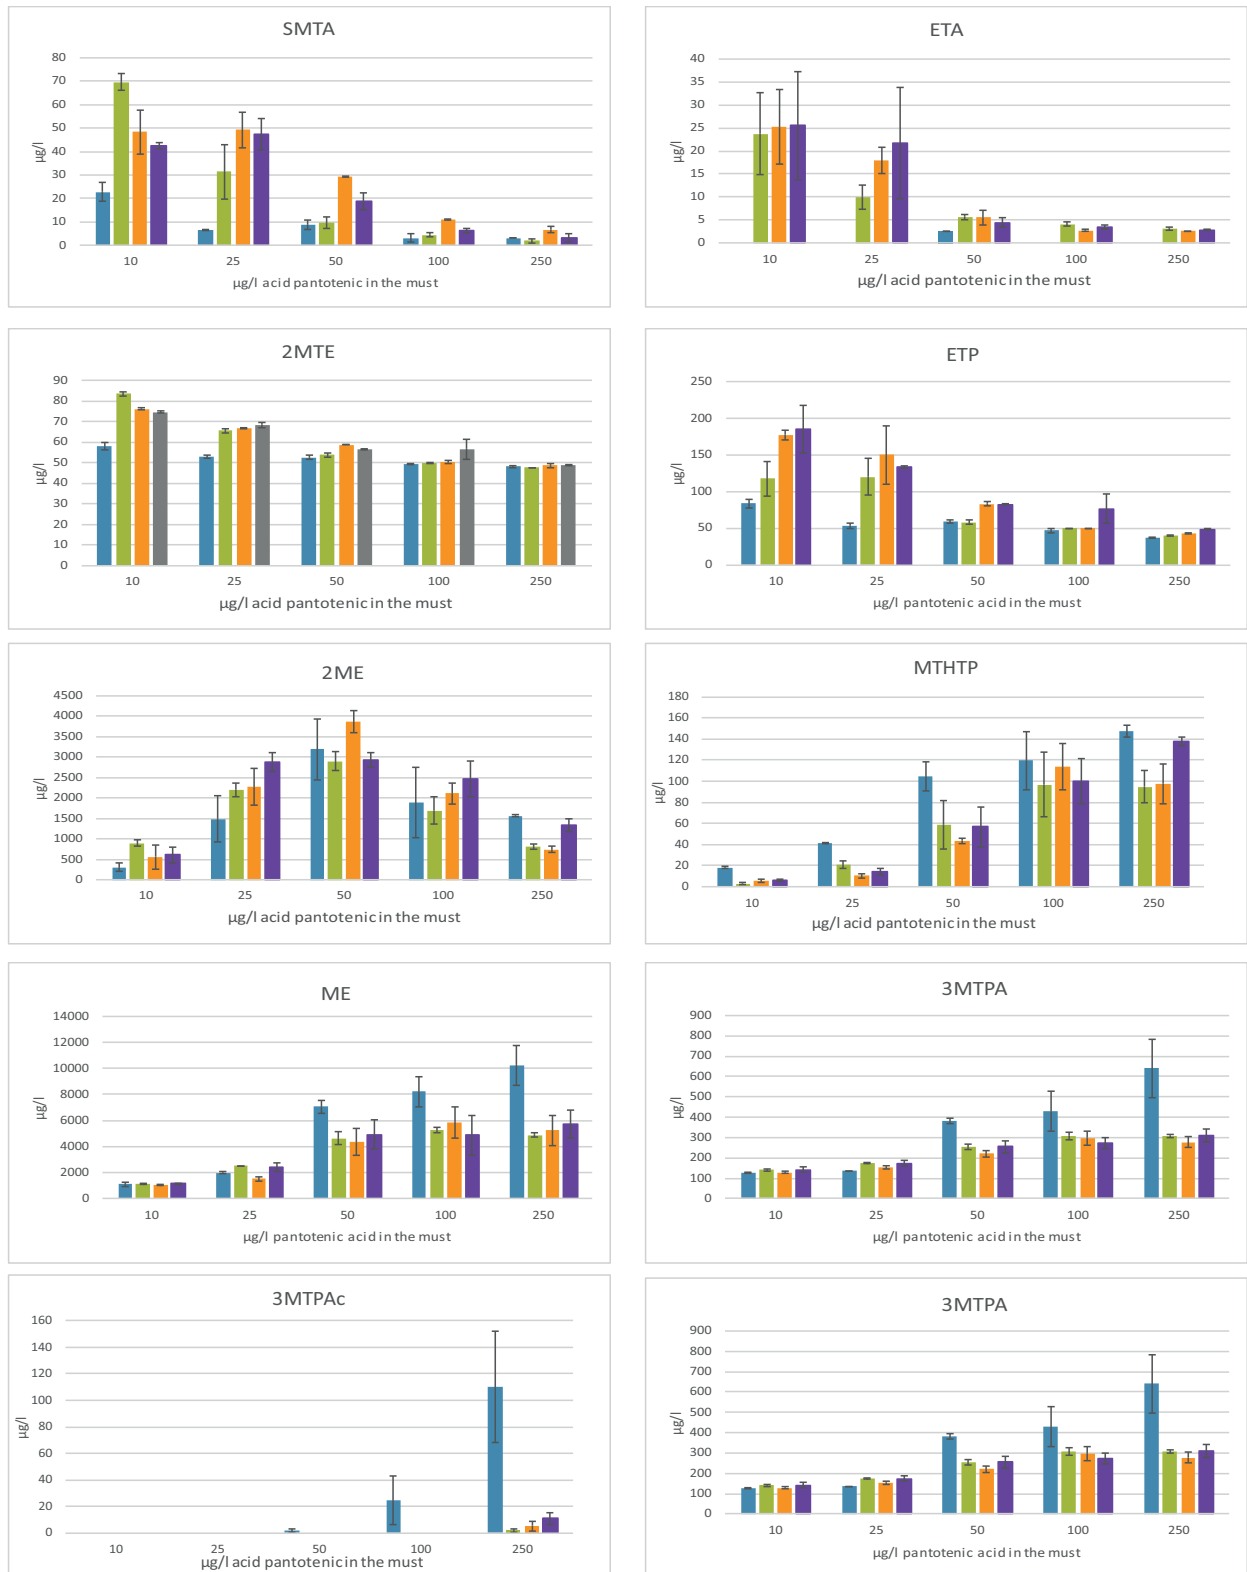 SMTA
80
70
60
50
40
30
20
10
0
µg/l
10 25 50 100 250
µg/l acid pantotenic in the must
ETA
40
35
30
25
20
15
10
5
0
µg/l
10 25 50 100 250
µg/l acid pantotenic in the must
2MTE
90
80
70
60
50
40
30
20
10
0
µg/l
10 25 50 100 250
µg/l acid pantotenic in the must
ETP
250
200
150
100
50
0
µg/l
10 25 50 100 250
µg/l pantotenic acid in the must
2ME
4500
4000
3500
3000
2500
2000
1500
1000
500
0
µg/l
10 25 50 100 250
µg/l acid pantotenic in the must
MTHTP
180
160
140
120
100
80
60
40
20
0
µg/l
10 25 50 100 250
µg/l acid pantotenic in the must
ME
14000
12000
10000
8000
6000
4000
2000
0
µg/l
10 25 50 100 250
µg/l pantotenic acid in the must
3MTPA
900
800
700
600
500
400
300
200
100
0
µg/l
10 25 50 100 250
µg/l pantotenic acid in the must
3MTPAc
160
140
120
100
80
60
40
20
0
µg/l
10 25 50 100 250
µg/l acid pantotenic in the must
3MTPA
900
800
700
600
500
400
300
200
100
0
µg/l
10 25 50 100 250
µg/l pantotenic acid in the must